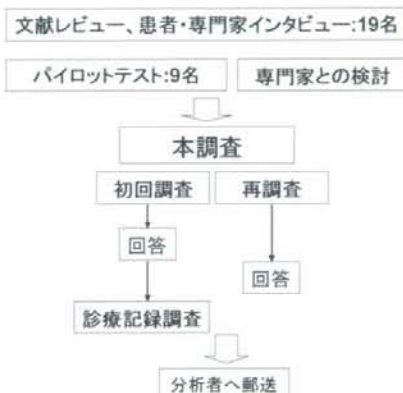 文献レビュー、患者・専門家インタビュー:19名
パイロットテスト:9名
専門家との検討
本調査
初回調査
再調査
回答
回答
診療記録調査
分析者へ郵送